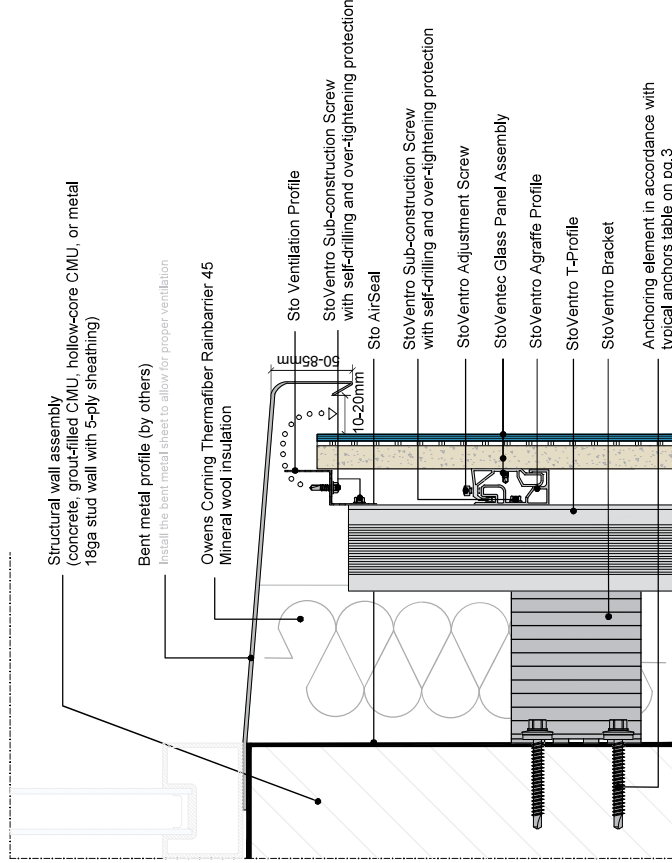 Structural wall assembly
(concrete, grout-filled CMU, hollow-core CMU, or metal
18ga stud wall with 5-ply sheathing)
Bent metal profile (by others)
Install the bent metal sheet to allow for proper ventilation
Owens Corning Thermafiber Rainbarrier 45
Mineral wool insulation
50-85mm
10-20mm
Sto Ventilation Profile
StoVentro Sub-construction Screw
with self-drilling and over-tightening protection
Sto AirSeal
StoVentro Sub-construction Screw
with self-drilling and over-tightening protection
StoVentro Adjustment Screw
StoVentec Glass Panel Assembly
StoVentro Agraffe Profile
StoVentro T-Profile
StoVentro Bracket
Anchoring element in accordance with
typical anchors table on pg.3